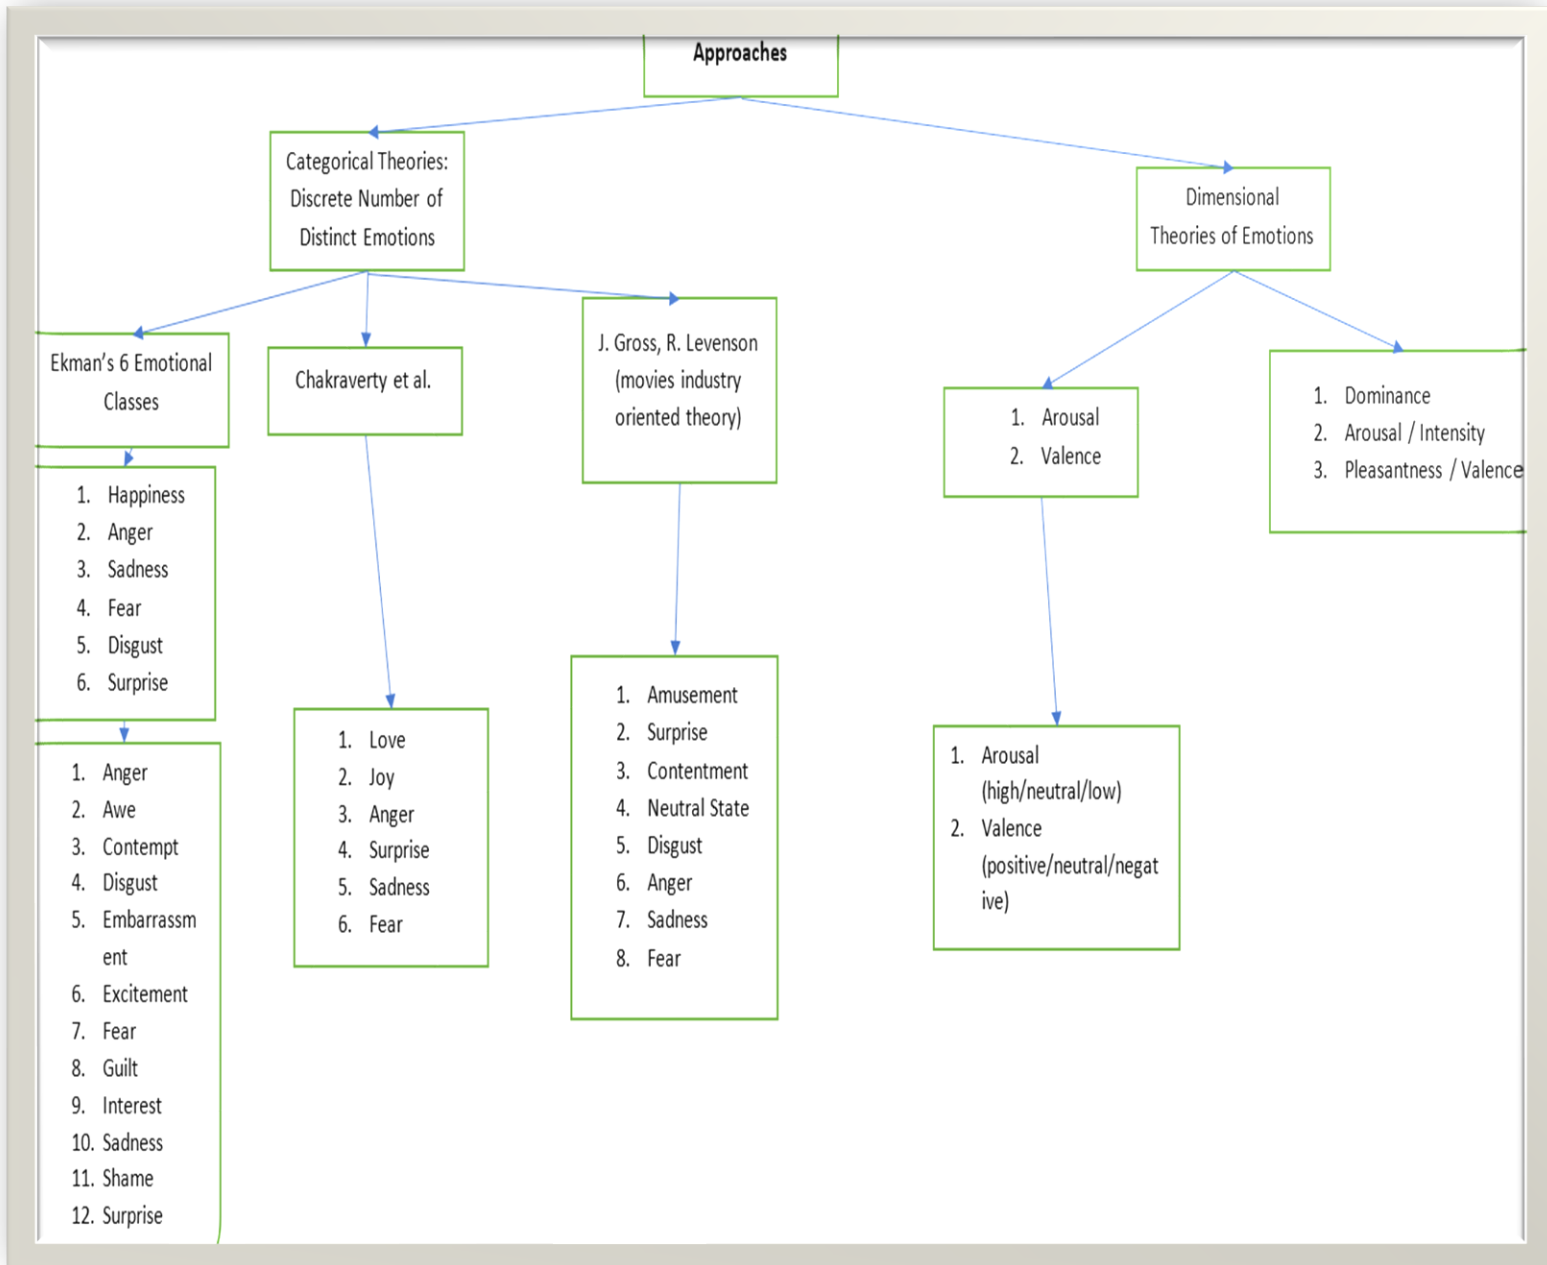 Approaches
Categorical Theories:
Discrete Number of
Distinct Emotions
Dimensional
Theories of Emotions
Ekman’s 6 Emotional
Classes
Chakraverty et al.
J. Gross, R. Levenson
(movies industry
oriented theory)
1. Arousal
2. Valence
1. Dominance
2. Arousal / Intensity
3. Pleasantness / Valence
1. Happiness
2. Anger
3. Sadness
4. Fear
5. Disgust
6. Surprise
1. Anger
2. Awe
3. Contempt
4. Disgust
5. Embarrassm
ent
6. Excitement
7. Fear
8. Guilt
9. Interest
10. Sadness
11. Shame
12. Surprise
1. Love
2. Joy
3. Anger
4. Surprise
5. Sadness
6. Fear
1. Amusement
2. Surprise
3. Contentment
4. Neutral State
5. Disgust
6. Anger
7. Sadness
8. Fear
1. Arousal
(high/neutral/low)
2. Valence
(positive/neutral/negat
ive)